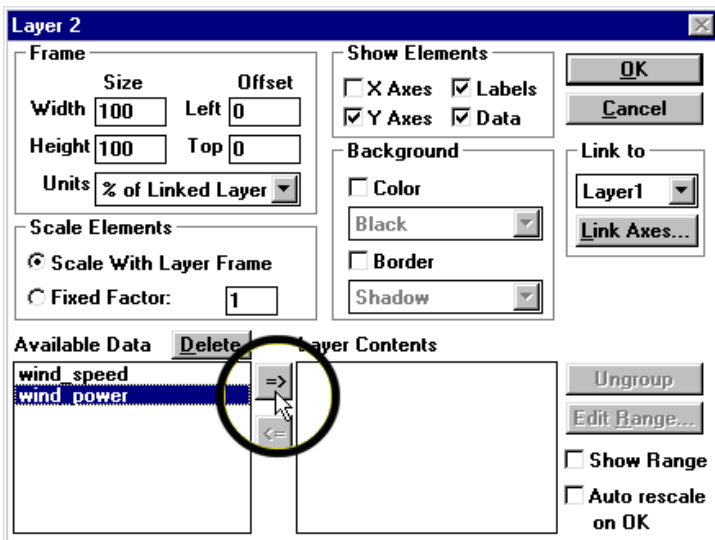 Layer 2
Frame
Size Offset
Width 100 Left 0
Height 100 Top 0
Units % of Linked Layer
Scale Elements
Scale With Layer Frame
Fixed Factor: 1
Show Elements
X Axes Labels
Y Axes Data
Background
Color
Black
Border
Shadow
OK
Cancel
Link to
Layer1
Link Axes...
Available Data Delete
wind_speed
wind_power
=>
<=
Layer Contents
Ungroup
Edit Range...
Show Range
Auto rescale
on OK